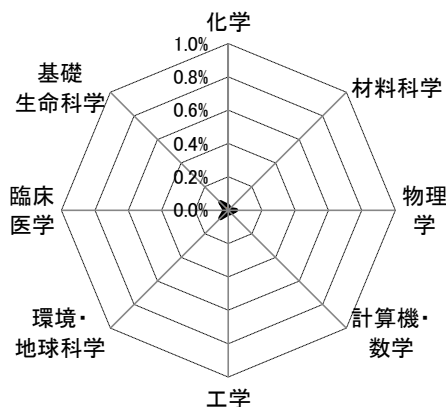 化学
1.0%
0.8%
0.6%
0.4%
0.2%
0.0%
材料科学
物理
学
計算機・
数学
工学
環境・
地球科学
臨床
医学
基礎
生命科学